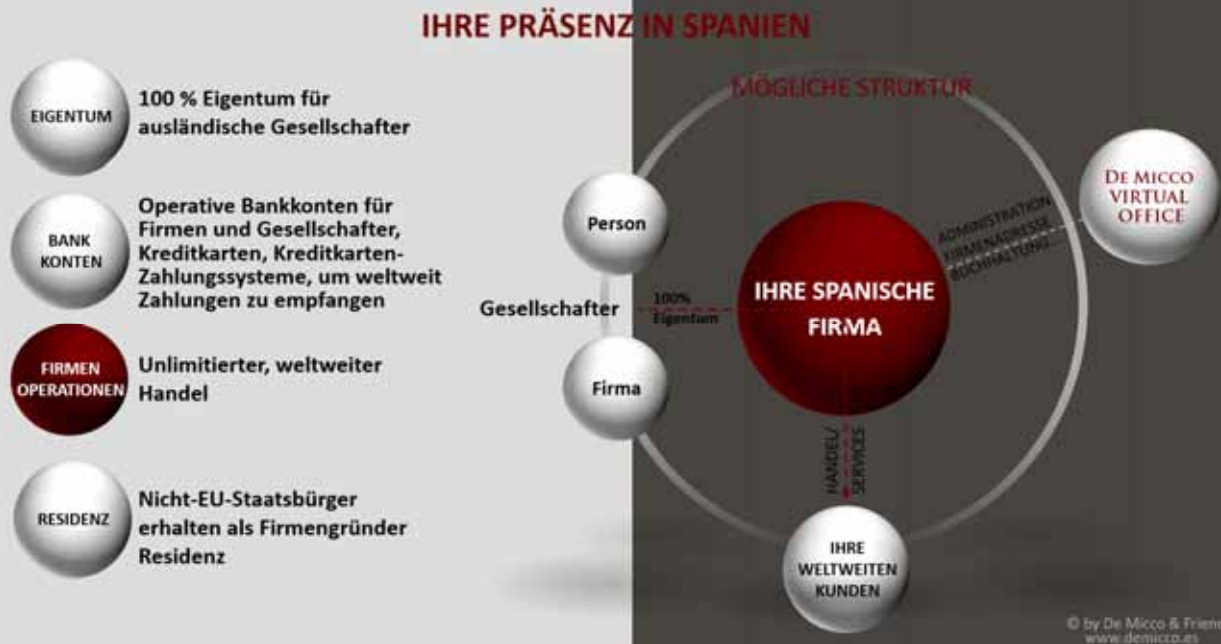 IHRE PRÄSENZ IN SPANIEN
EIGENTUM
100 % Eigentum für
ausländische Gesellschafter
BANK
KONTEN
Operative Bankkonten für
Firmen und Gesellschafter,
Kreditkarten, Kreditkarten-
Zahlungssysteme, um weltweit
Zahlungen zu empfangen
FIRMEN
OPERATIONEN
Unlimitierter, weltweiter
Handel
RESIDENZ
Nicht-EU-Staatsbürger
erhalten als Firmengründer
Residenz
MÖGLICHE STRUKTUR
Person
Gesellschafter
Firma
100%
Eigentum
IHRE SPANISCHE
FIRMA
ADMINISTRATION
FIRMENADRESSE
BUCHHALTUNG...
DE MICCO
VIRTUAL
OFFICE
HANDEL/
SERVICES
IHRE
WELTWEITEN
KUNDEN
© by De Micco & Frien
www.demicco.es